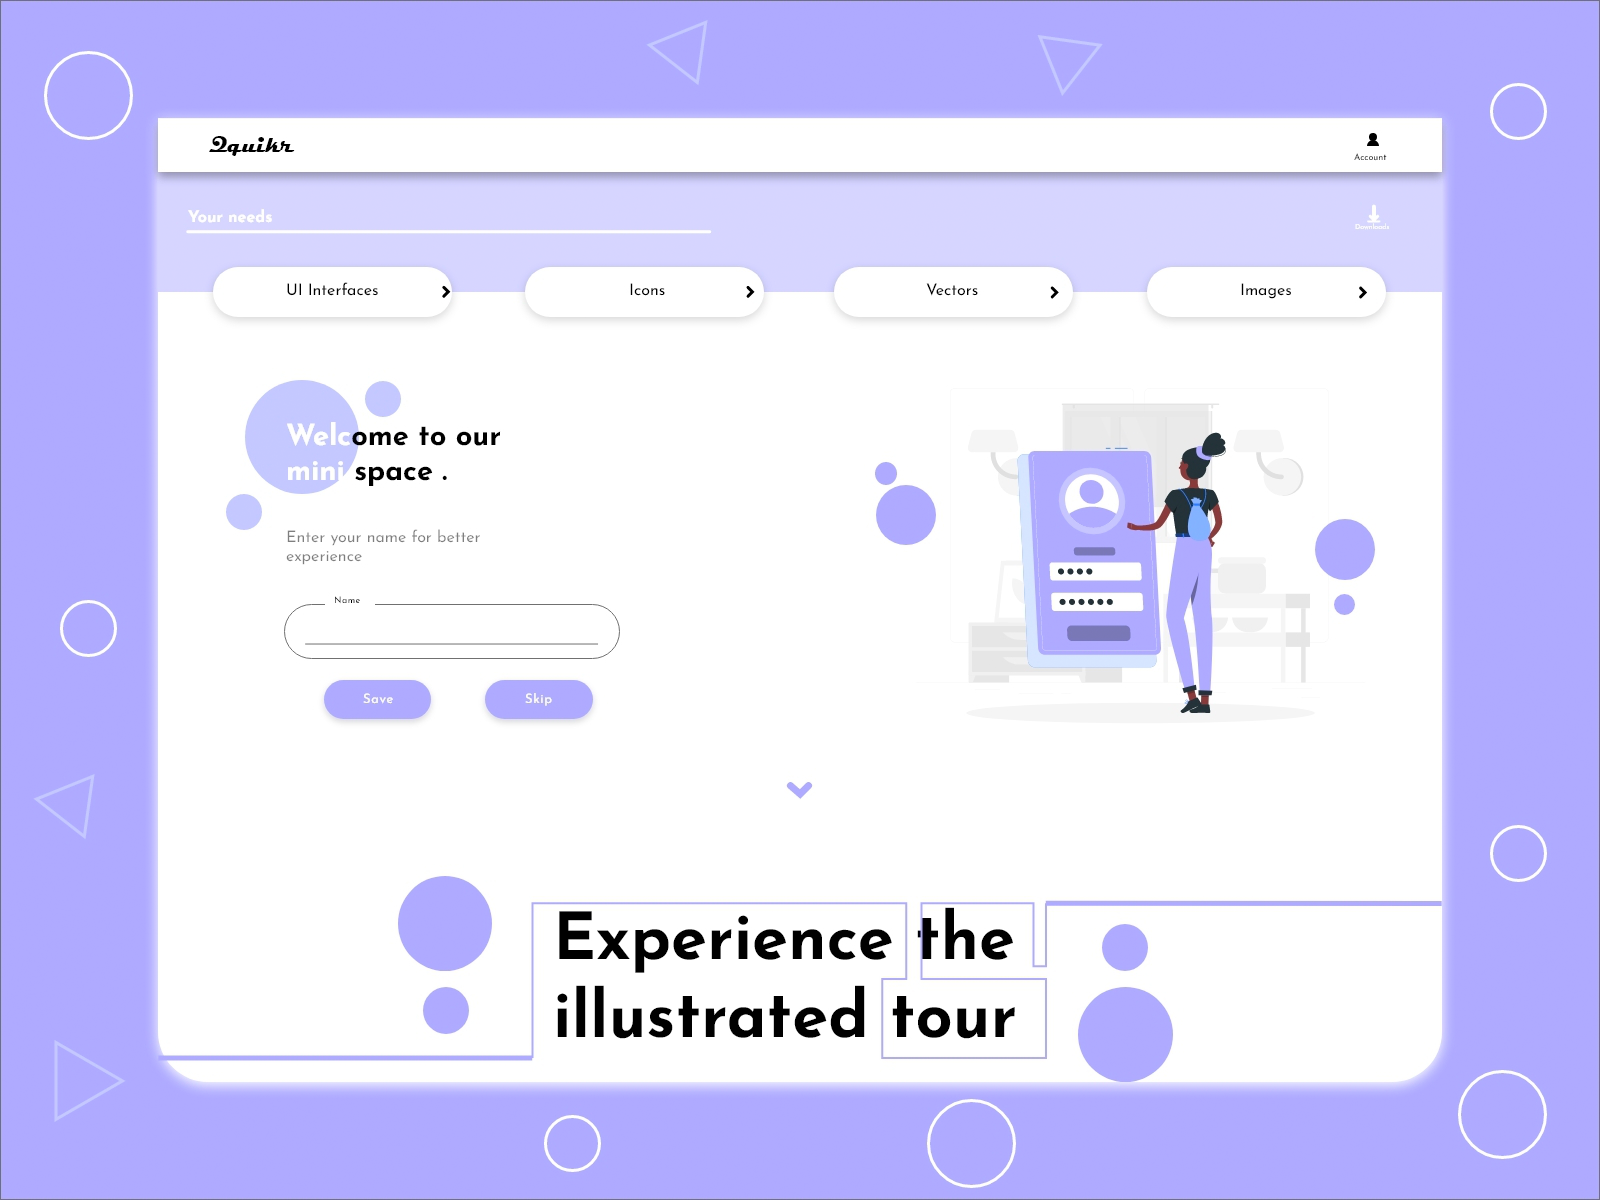 2quikr
Account
Your needs
Downloads
UI Interfaces
Icons
Vectors
Images
Welcome to our
mini space .
Enter your name for better
experience
Name
Save
Skip
Experience the
illustrated tour